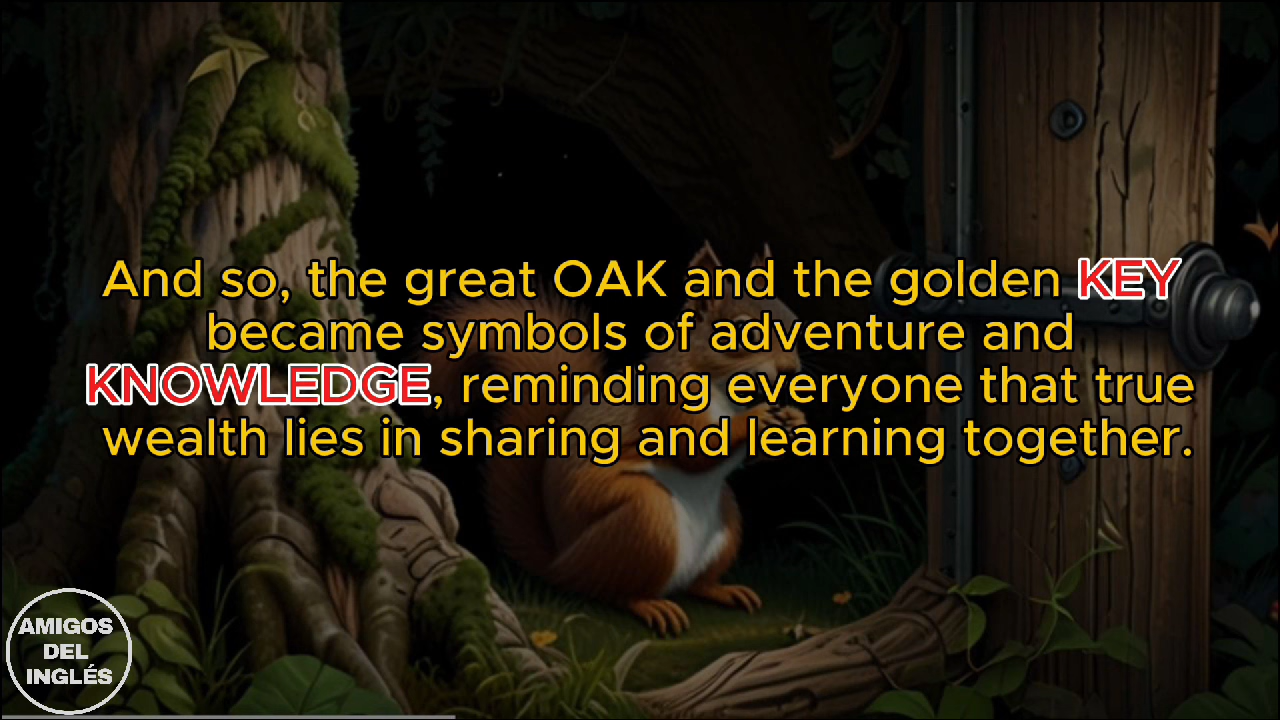 And so, the great OAK and the golden KEY
became symbols of adventure and
KNOWLEDGE, reminding everyone that true
wealth lies in sharing and learning together.
AMIGOS
DEL
INGLÉS